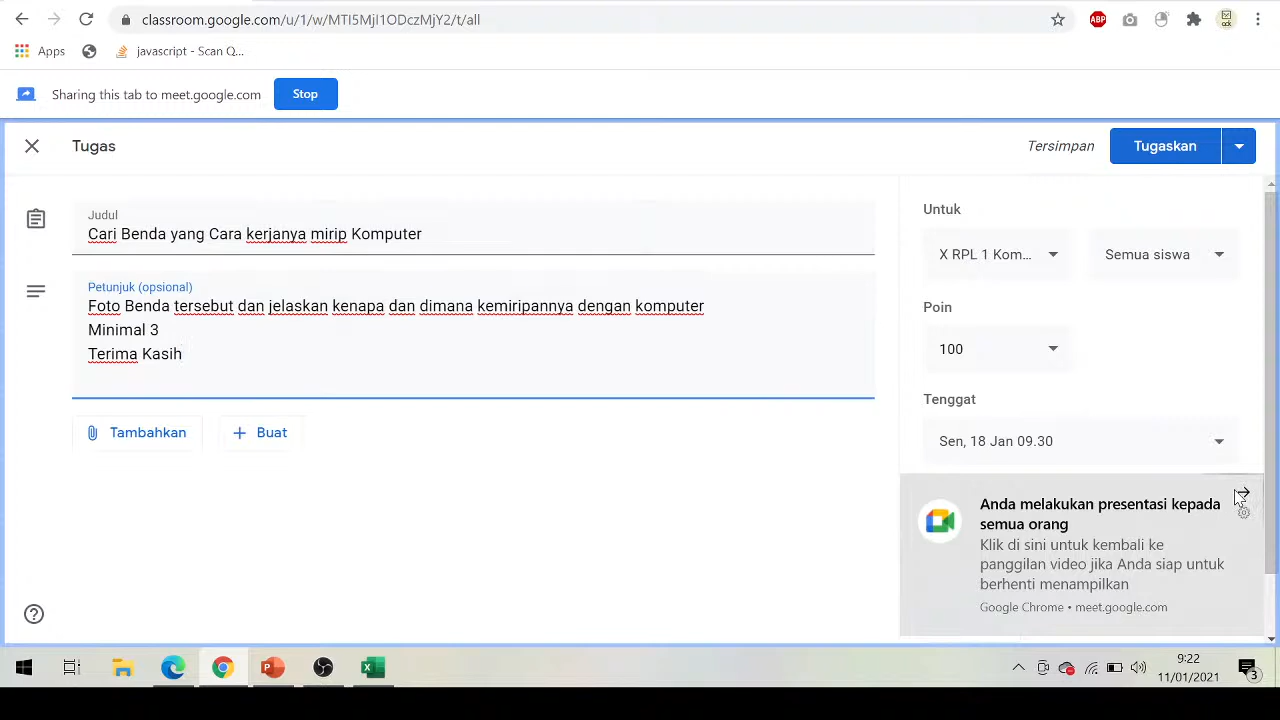 classroom.google.com/u/1/w/MTI5MjI1ODczMjY2/t/all
ABP
Apps
javascript - Scan Q...
Sharing this tab to meet.google.com
Stop
Tugas
Tersimpan
Tugaskan
Judul
Cari Benda yang Cara kerjanya mirip Komputer
Petunjuk (opsional)
Foto Benda tersebut dan jelaskan kenapa dan dimana kemiripannya dengan komputer
Minimal 3
Terima Kasih
Tambahkan
Buat
Untuk
X RPL 1 Kom...
Semua siswa
Poin
100
Tenggat
Sen, 18 Jan 09.30
Anda melakukan presentasi kepada
semua orang
Klik di sini untuk kembali ke
panggilan video jika Anda siap untuk
berhenti menampilkan
Google Chrome • meet.google.com
9:22
11/01/2021
3